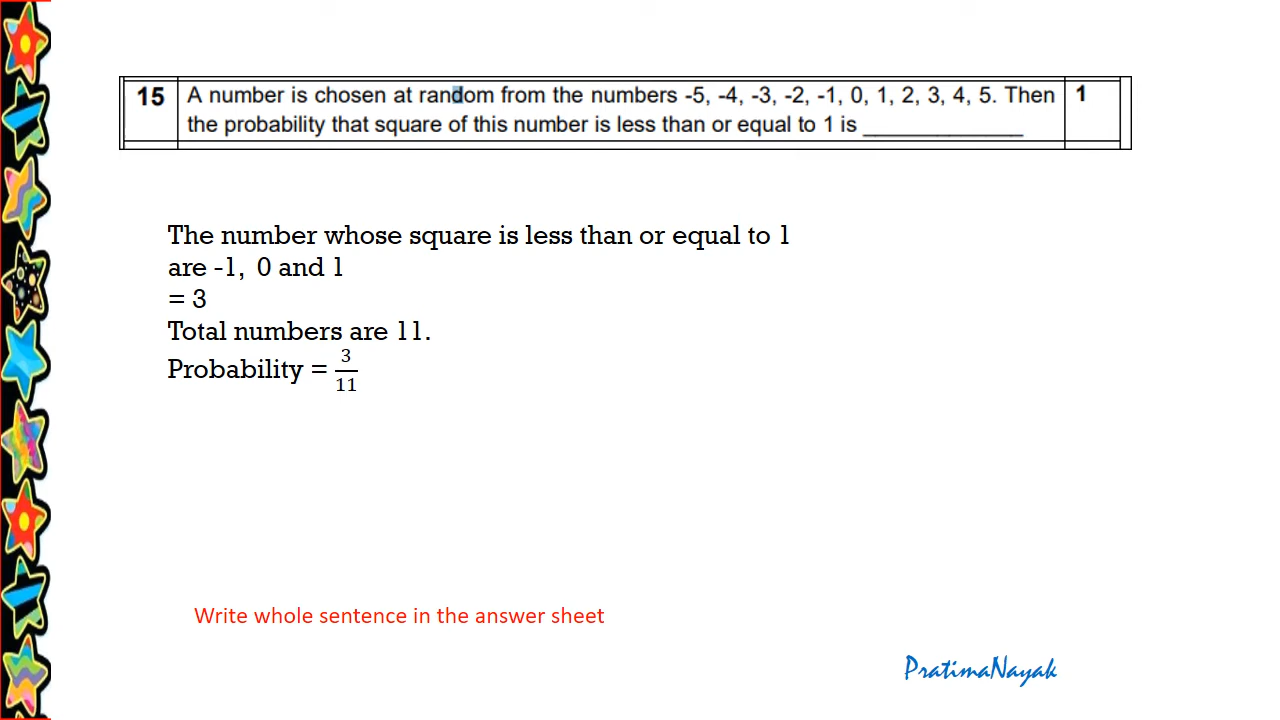 15 A number is chosen at random from the numbers -5, -4, -3, -2, -1, 0, 1, 2, 3, 4, 5. Then 1
the probability that square of this number is less than or equal to 1 is ______________
The number whose square is less than or equal to 1
are -1, 0 and 1
= 3
Total numbers are 11.
Probability = 3/11
Write whole sentence in the answer sheet
PratimaNayak